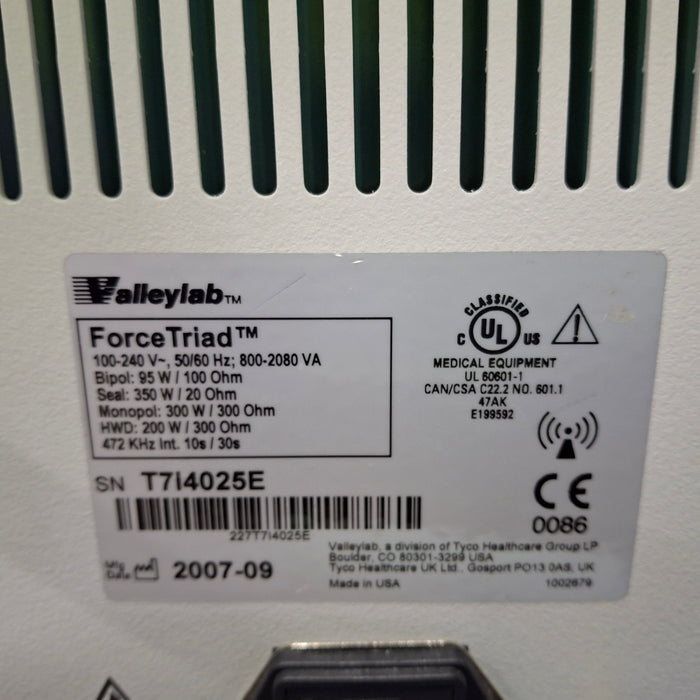 Valleylab™
ForceTriad™
100-240 V~, 50/60 Hz; 800-2080 VA
Bipol: 95 W / 100 Ohm
Seal: 350 W / 20 Ohm
Monopol: 300 W / 300 Ohm
HWD: 200 W / 300 Ohm
472 KHz Int. 10s / 30s
CLASSIFIED
C UL US
MEDICAL EQUIPMENT
UL 60601-1
CAN/CSA C22.2 NO. 601.1
47AK
E199592
SN T7I4025E
227T7I4025E
CE
0086
Mfg
Date 2007-09
Valleylab, a division of Tyco Healthcare Group LP
Boulder, CO 80301-3299 USA
Tyco Healthcare UK Ltd., Gosport PO13 0AS, UK
Made in USA 1002679